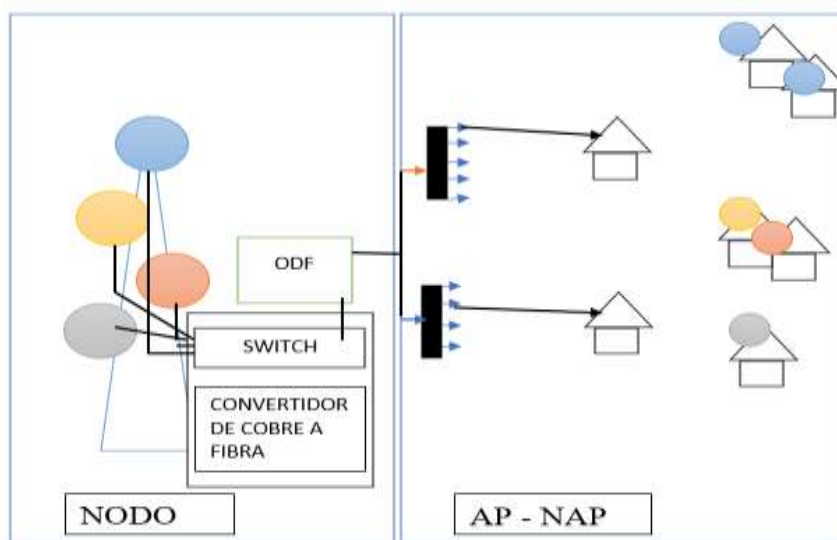 ODF
SWITCH
CONVERTIDOR
DE COBRE A
FIBRA
NODO
AP - NAP